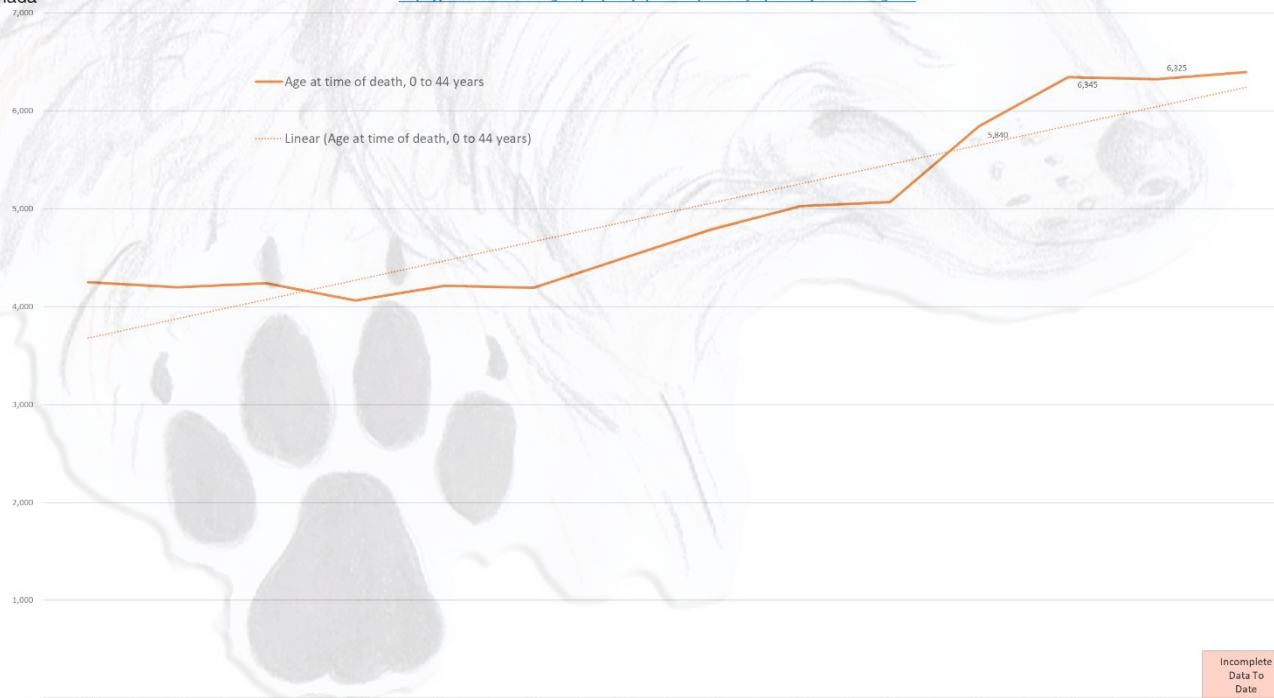 7,000
Age at time of death, 0 to 44 years
6,325
6,345
6,000
Linear (Age at time of death, 0 to 44 years)
5,840
5,000
4,000
3,000
2,000
1,000
Incomplete
Data To
Date